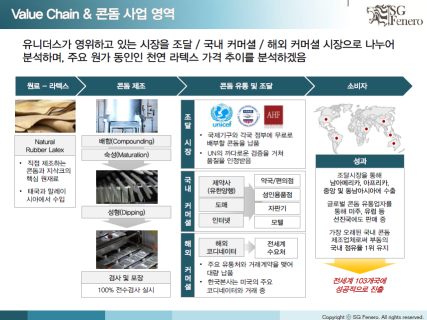 Value Chain & 콘돔 사업 영역
SG Fenero
유니더스가 영위하고 있는 시장을 조달 / 국내 커머셜 / 해외 커머셜 시장으로 나누어
분석하며, 주요 원가 동인인 천연 라텍스 가격 추이를 분석하겠음
원료 – 라텍스
콘돔 제조
콘돔 유통 및 조달
소비자
Natural
Rubber Latex
• 직접 제조하는
콘돔과 지삭크의
핵심 원재료
• 태국과 말레이
시아에서 수입
배합(Compounding)
숙성(Maturation)
성형(Dipping)
검사 및 포장
100% 전수검사 실시
조달 시장
unicef
AHF
• 국제기구와 각국 정부에 무료로
배부할 콘돔을 납품
• UN의 까다로운 검증을 거쳐
품질을 인정받음
국내 커머셜
제약사
(유한양행)
도매
인터넷
약국/편의점
성인용품점
자판기
모텔
해외 커머셜
해외
코디네이터
전세계
수요처
• 주요 유통처와 거래계약을 맺어
대량 납품
• 한국본사는 미국의 주요
코디네이터와 거래 중
성과
조달시장을 통해
남아메리카, 아프리카,
중앙 및 동남아시아에 수출
글로벌 콘돔 유통업자를
통해 미주, 유럽 등
선진국에도 판매 중
가장 오래된 국내 콘돔
제조업체로써 부동의
국내 점유율 1위 유지
전세계 103개국에
성공적으로 진출
Copyright ⓒ SG Fenero. All rights reserved.